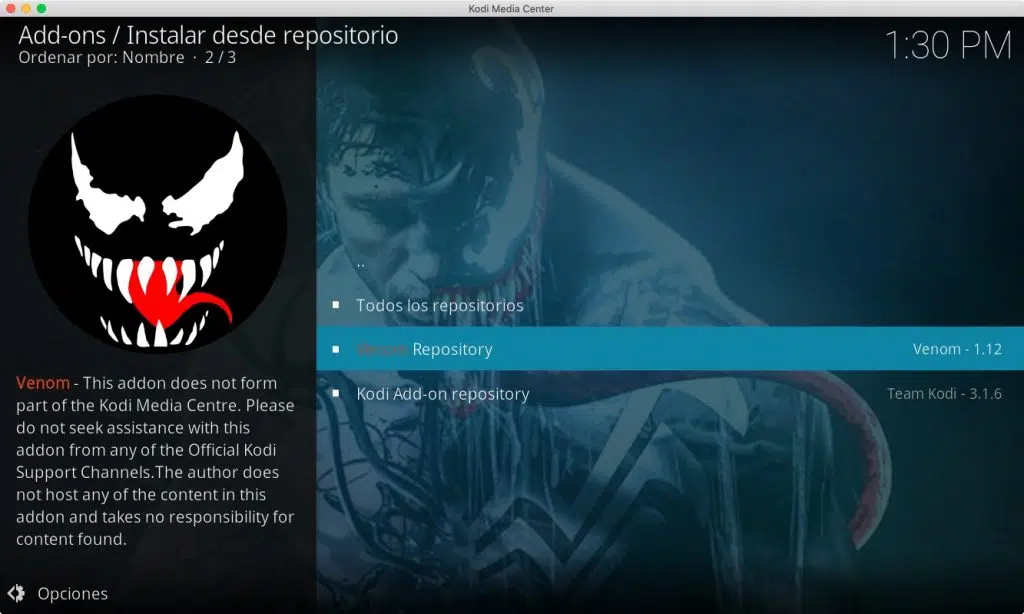 Kodi Media Center
Add-ons / Instalar desde repositorio
Ordenar por: Nombre · 2 / 3
1:30 PM
..
Todos los repositorios
Venom Repository
Venom - 1.12
Kodi Add-on repository
Team Kodi - 3.1.6
Venom - This addon does not form
part of the Kodi Media Centre. Please
do not seek assistance with this
addon from any of the Official Kodi
Support Channels.The author does
not host any of the content in this
addon and takes no responsibility for
content found.
Opciones